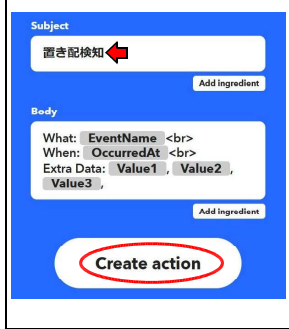 Subject
置き配検知
Add ingredient
Body
What: EventName <br>
When: OccurredAt <br>
Extra Data: Value1 , Value2 ,
Value3 ,
Add ingredient
Create action